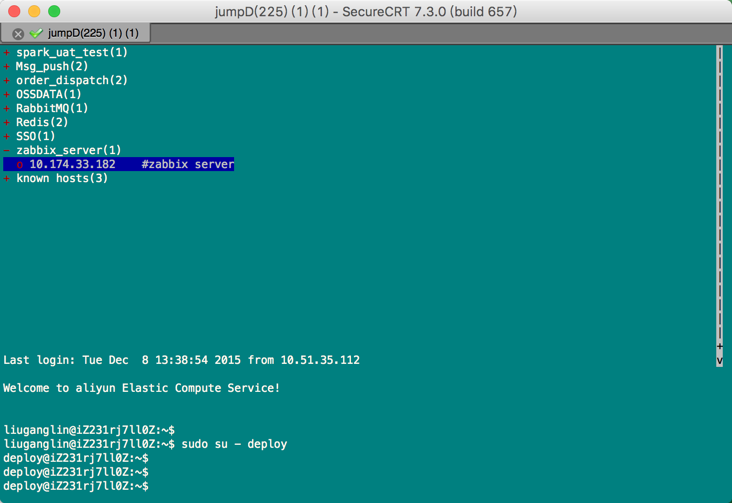 jumpD(225) (1) (1) - SecureCRT 7.3.0 (build 657)
jumpD(225) (1) (1)
+ spark_uat_test(1)
+ Msg_push(2)
+ order_dispatch(2)
+ OSSDATA(1)
+ RabbitMQ(1)
+ Redis(2)
+ SSO(1)
- zabbix_server(1)
o 10.174.33.182    #zabbix server
+ known hosts(3)
+
v
Last login: Tue Dec  8 13:38:54 2015 from 10.51.35.112
Welcome to aliyun Elastic Compute Service!
liuganglin@iZ231rj7ll0Z:~$
liuganglin@iZ231rj7ll0Z:~$ sudo su - deploy
deploy@iZ231rj7ll0Z:~$
deploy@iZ231rj7ll0Z:~$
deploy@iZ231rj7ll0Z:~$